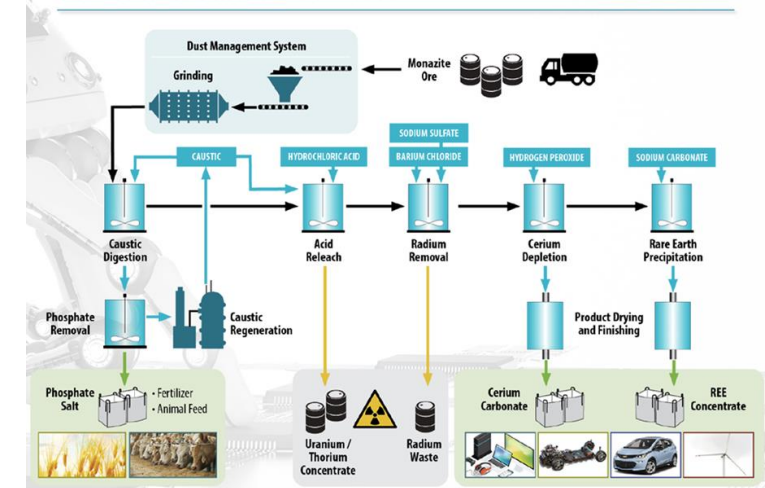 Dust Management System
Grinding
Monazite
Ore
SODIUM SULFATE
CAUSTIC
HYDROCHLORIC ACID
BARIUM CHLORIDE
HYDROGEN PEROXIDE
SODIUM CARBONATE
Caustic
Digestion
Acid
Releach
Radium
Removal
Cerium
Depletion
Rare Earth
Precipitation
Phosphate
Removal
Caustic
Regeneration
Product Drying
and Finishing
Phosphate
Salt
• Fertilizer
• Animal Feed
Uranium /
Thorium
Concentrate
Radium
Waste
Cerium
Carbonate
REE
Concentrate